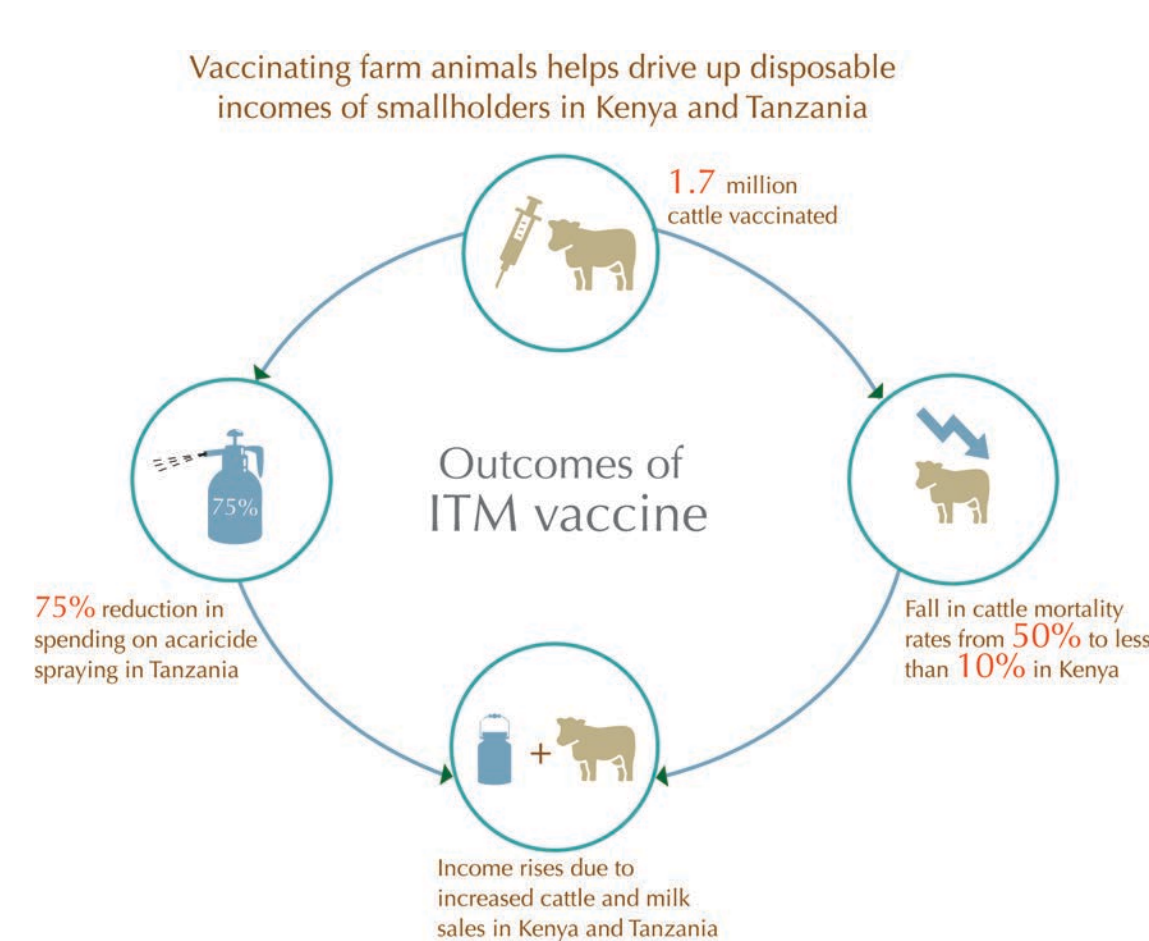 Vaccinating farm animals helps drive up disposable
incomes of smallholders in Kenya and Tanzania
1.7 million
cattle vaccinated
Outcomes of
ITM vaccine
75%
75% reduction in
spending on acaricide
spraying in Tanzania
Fall in cattle mortality
rates from 50% to less
than 10% in Kenya
Income rises due to
increased cattle and milk
sales in Kenya and Tanzania